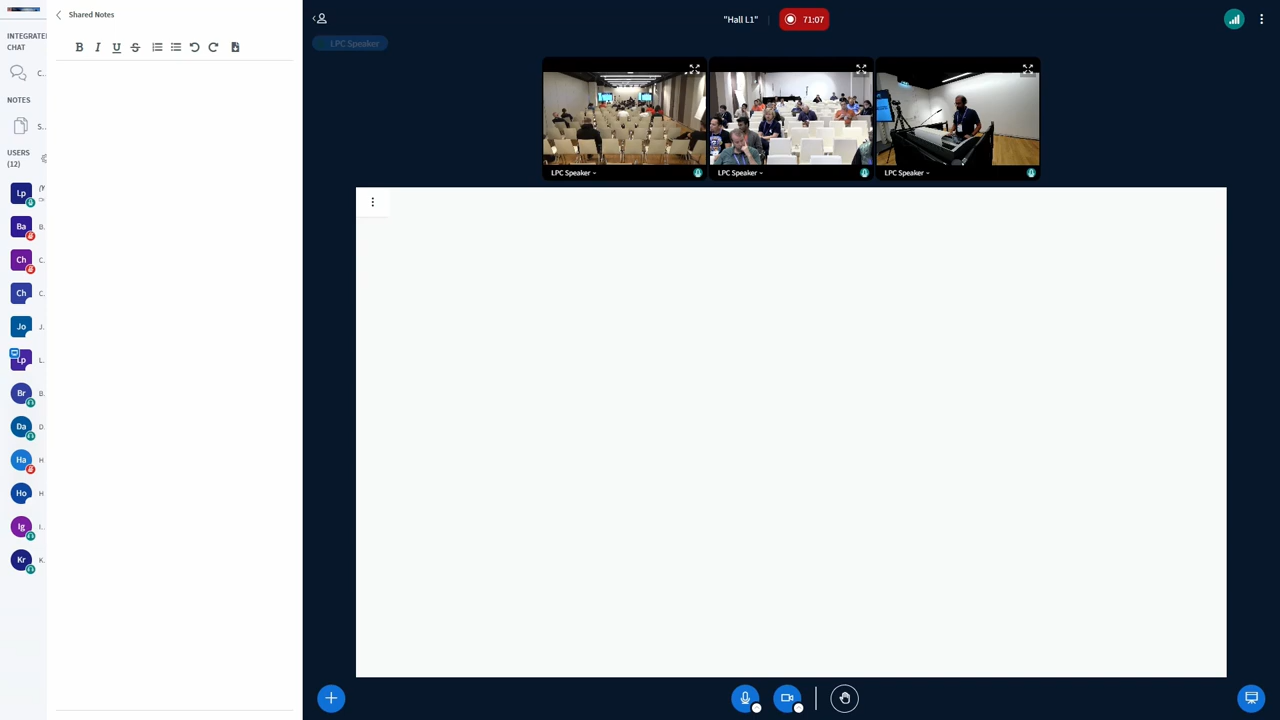 Shared Notes
INTEGRATE
CHAT
C.
NOTES
S..
USERS
(12)
Lp
Ba
B.
Ch
C.
Ch
C.
Jo
J.
Lp
L.
Br
B.
Da
D.
Ha
H
Ho
H
Ig
I..
Kr
K.
"Hall L1"
71:07
LPC Speaker
LPC Speaker
LPC Speaker
LPC Speaker